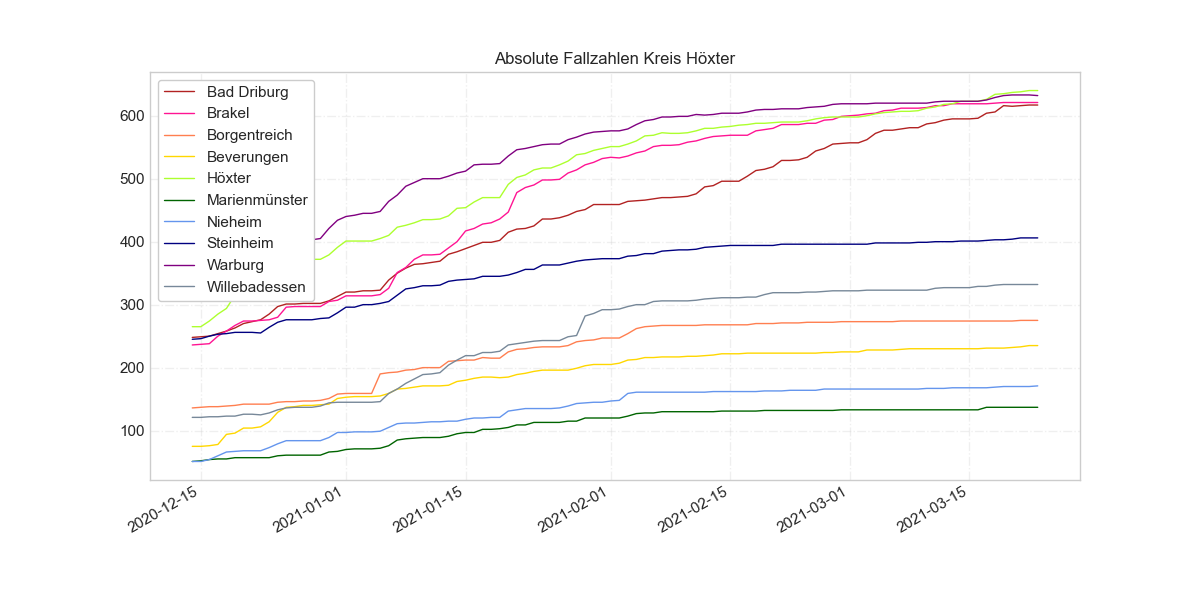 Absolute Fallzahlen Kreis Höxter
Bad Driburg
Brakel
Borgentreich
Beverungen
Höxter
Marienmünster
Nieheim
Steinheim
Warburg
Willebadessen
600
500
400
300
200
100
2020-12-15
2021-01-01
2021-01-15
2021-02-01
2021-02-15
2021-03-01
2021-03-15